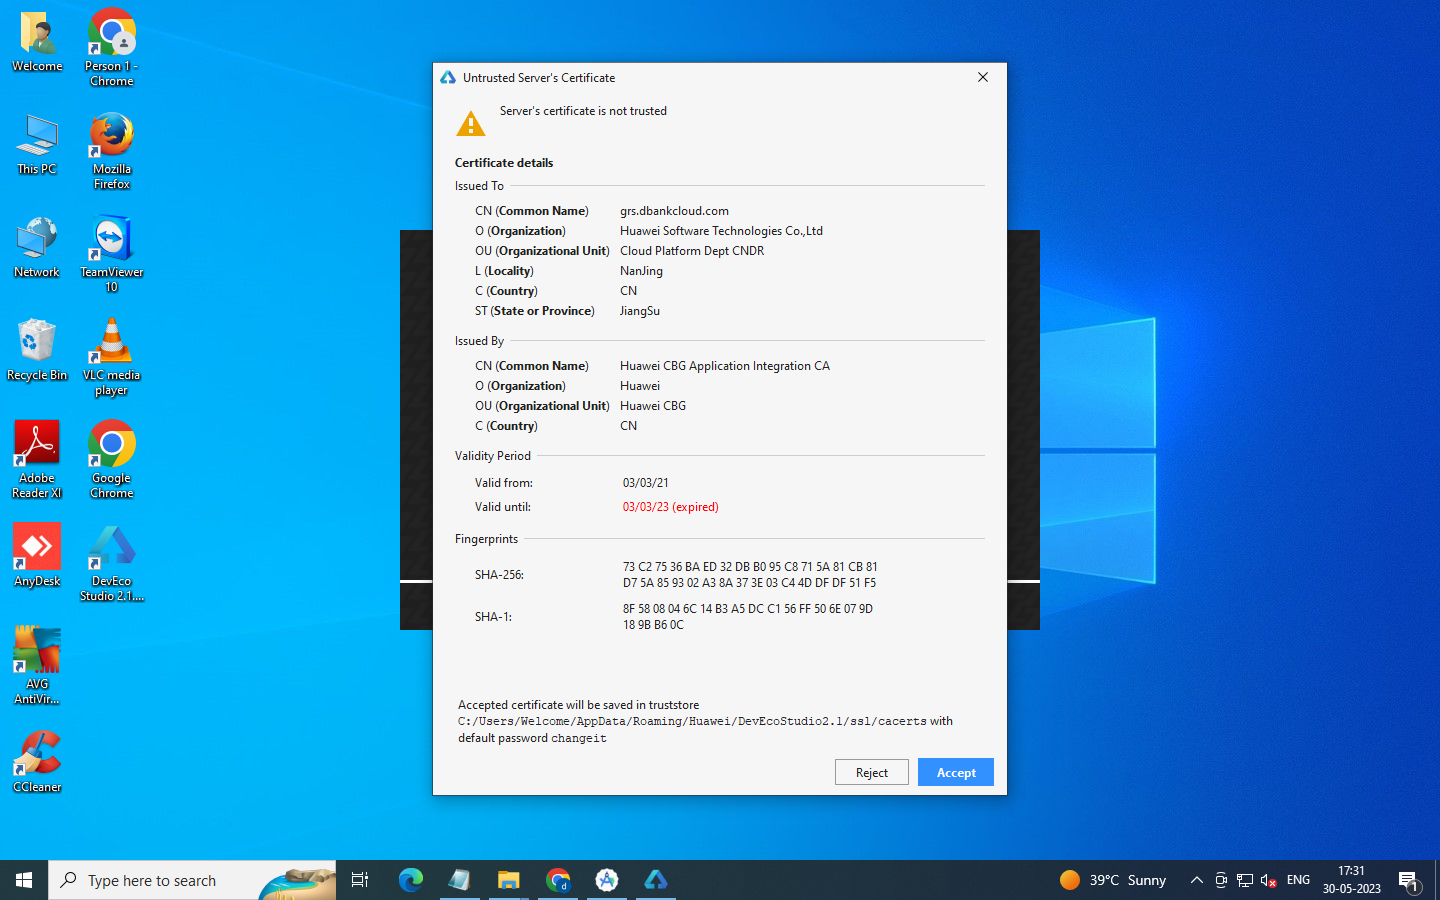 Welcome
Person 1 -
Chrome
This PC
Mozilla
Firefox
Network
TeamViewer
10
Recycle Bin
VLC media
player
Adobe
Reader XI
Google
Chrome
AnyDesk
DevEco
Studio 2.1....
AVG
AntiVir...
CCleaner
Untrusted Server's Certificate
Server's certificate is not trusted
Certificate details
Issued To
CN (Common Name) grs.dbankcloud.com
O (Organization) Huawei Software Technologies Co.,Ltd
OU (Organizational Unit) Cloud Platform Dept CNDR
L (Locality) NanJing
C (Country) CN
ST (State or Province) JiangSu
Issued By
CN (Common Name) Huawei CBG Application Integration CA
O (Organization) Huawei
OU (Organizational Unit) Huawei CBG
C (Country) CN
Validity Period
Valid from: 03/03/21
Valid until: 03/03/23 (expired)
Fingerprints
SHA-256: 73 C2 75 36 BA ED 32 DB B0 95 C8 71 5A 81 CB 81
D7 5A 85 93 02 A3 8A 37 3E 03 C4 4D DF DF 51 F5
SHA-1: 8F 58 08 04 6C 14 B3 A5 DC C1 56 FF 50 6E 07 9D
18 9B B6 0C
Accepted certificate will be saved in truststore
C:/Users/Welcome/AppData/Roaming/Huawei/DevEcoStudio2.1/ssl/cacerts with
default password changeit
Reject
Accept
Type here to search
d
39°C Sunny
ENG
17:31
30-05-2023
1